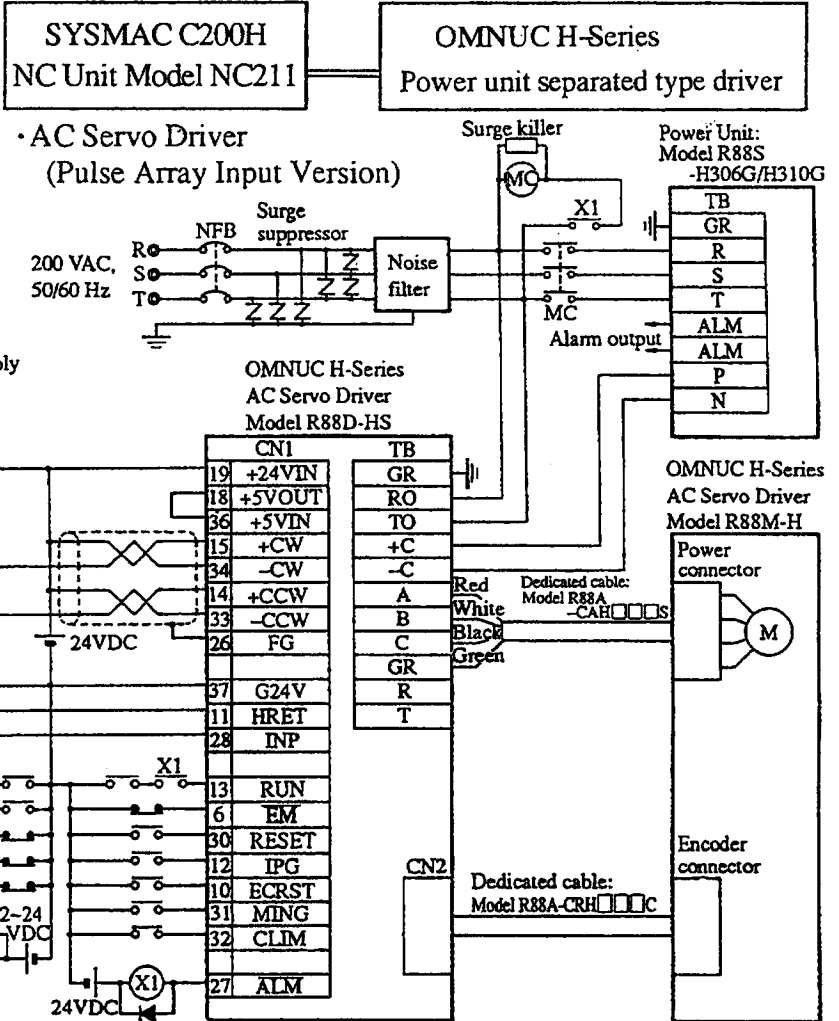 SYSMAC C200H
NC Unit Model NC211
OMNUC H-Series
Power unit separated type driver
·AC Servo Driver
(Pulse Array Input Version)
Surge killer
MC
X1
Power Unit:
Model R88S
-H306G/H310G
TB
GR
R
S
T
ALM
ALM
P
N
Surge
suppressor
NFB
200 VAC,
50/60 Hz
R
S
T
Noise
filter
MC
Alarm output
OMNUC H-Series
AC Servo Driver
Model R88D-HS
CN1
19 +24VIN
18 +5VOUT
36 +5VIN
15 +CW
34 –CW
14 +CCW
33 –CCW
26 FG
37 G24V
11 HRET
28 INP
13 RUN
6 EM
30 RESET
12 IPG
10 ECRST
31 MING
32 CLIM
27 ALM
TB
GR
RO
TO
+C
–C
A
B
C
GR
R
T
CN2
24VDC
X1
VDC
X1
24VDC
Red
White
Black
Green
Dedicated cable:
Model R88A
–CAH□□□S
OMNUC H-Series
AC Servo Driver
Model R88M-H
Power
connector
M
Encoder
connector
Dedicated cable:
Model R88A-CRH□□□C